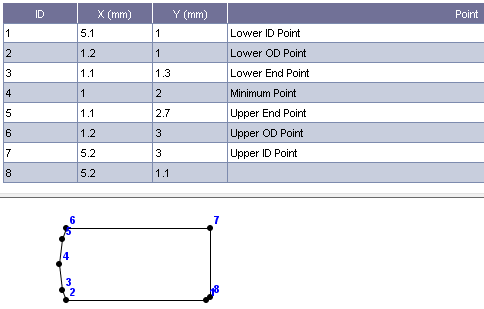 ID X (mm) Y (mm) Point
1 5.1 1 Lower ID Point
2 1.2 1 Lower OD Point
3 1.1 1.3 Lower End Point
4 1 2 Minimum Point
5 1.1 2.7 Upper End Point
6 1.2 3 Upper OD Point
7 5.2 3 Upper ID Point
8 5.2 1.1
6 7
5
4
3
2 8